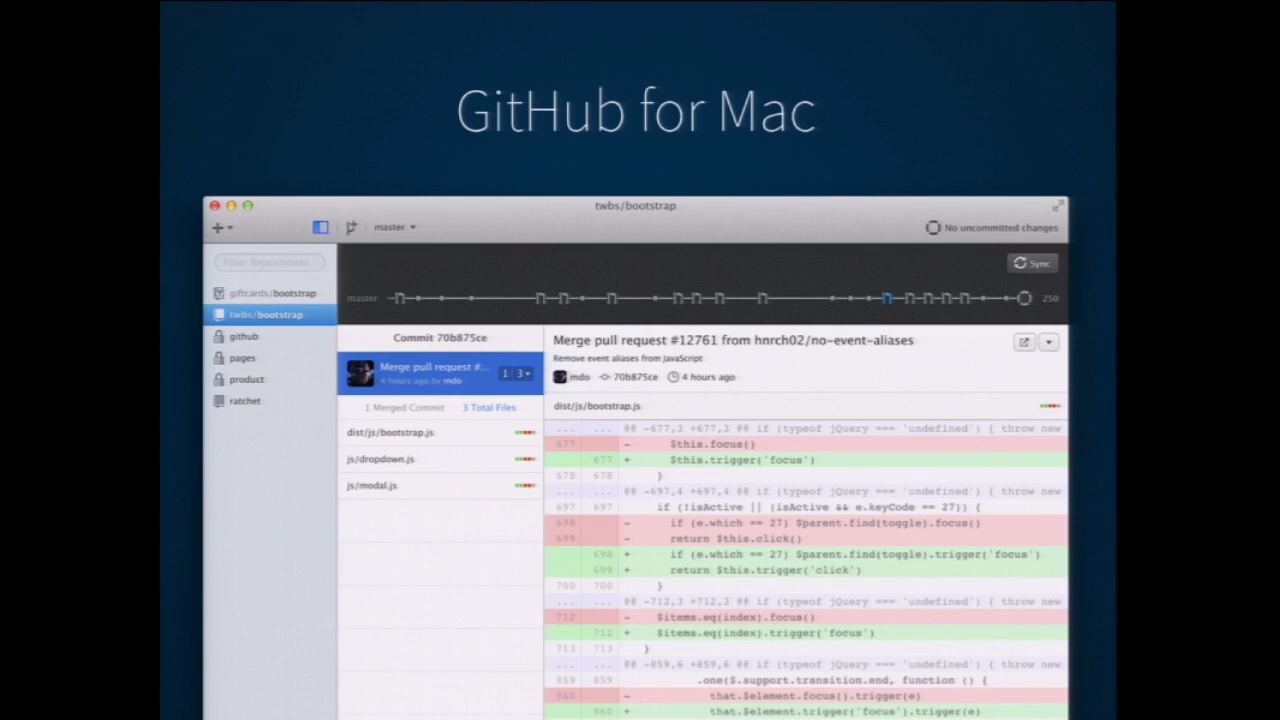 GitHub for Mac
twbs/bootstrap
master
No uncommitted changes
Filter Repositories...
giftcards/bootstrap
twbs/bootstrap
github
pages
product
ratchet
Sync
master
250
Commit 70b875ce
Merge pull request #...
4 hours ago by mdo
1 3
1 Merged Commit 3 Total Files
dist/js/bootstrap.js
js/dropdown.js
js/modal.js
Merge pull request #12761 from hnrch02/no-event-aliases
Remove event aliases from JavaScript
mdo 70b875ce 4 hours ago
dist/js/bootstrap.js
... ... @@ -677,3 +677,3 @@ if (typeof jQuery === 'undefined') { throw new
677 - $this.focus()
677 + $this.trigger('focus')
678 678 }
... ... @@ -697,4 +697,4 @@ if (typeof jQuery === 'undefined') { throw new
697 697 if (!isActive || (isActive && e.keyCode == 27)) {
698 - if (e.which == 27) $parent.find(toggle).focus()
699 - return $this.click()
698 + if (e.which == 27) $parent.find(toggle).trigger('focus')
699 + return $this.trigger('click')
700 700 }
... ... @@ -712,3 +712,3 @@ if (typeof jQuery === 'undefined') { throw new
712 - $items.eq(index).focus()
712 + $items.eq(index).trigger('focus')
713 713 }
... ... @@ -859,6 +859,6 @@ if (typeof jQuery === 'undefined') { throw new
859 859 .one($.support.transition.end, function () {
860 - that.$element.focus().trigger(e)
860 + that.$element.trigger('focus').trigger(e)